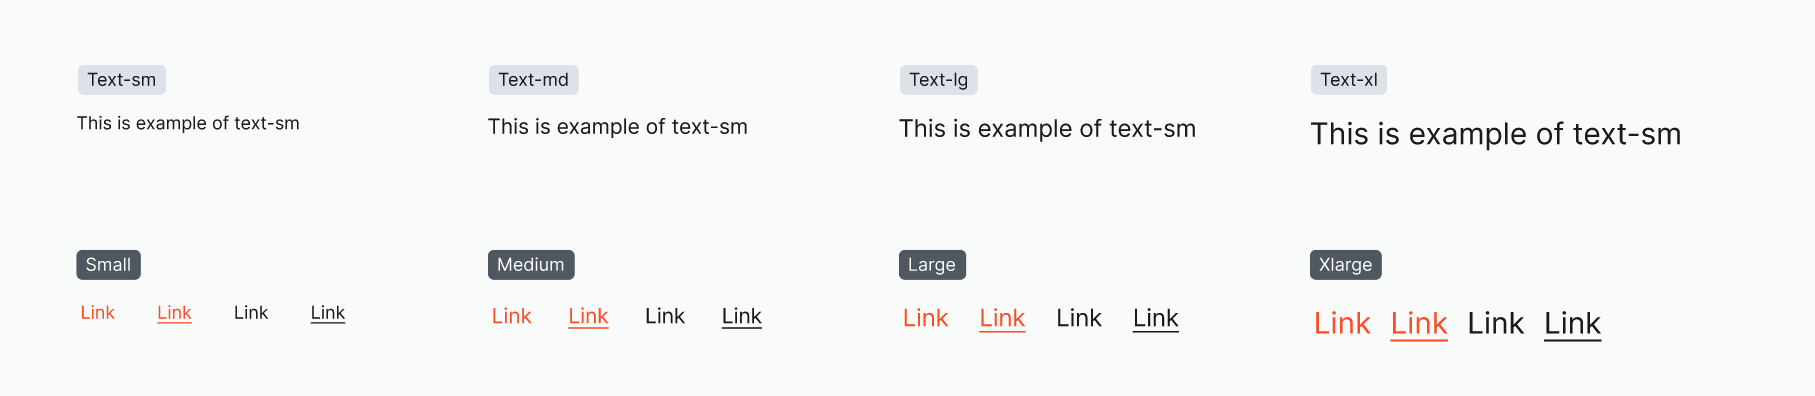 Text-sm Text-md Text-lg Text-xl
This is example of text-sm This is example of text-sm This is example of text-sm This is example of text-sm
Small Medium Large Xlarge
Link Link Link Link Link Link Link Link Link Link Link Link Link Link Link Link